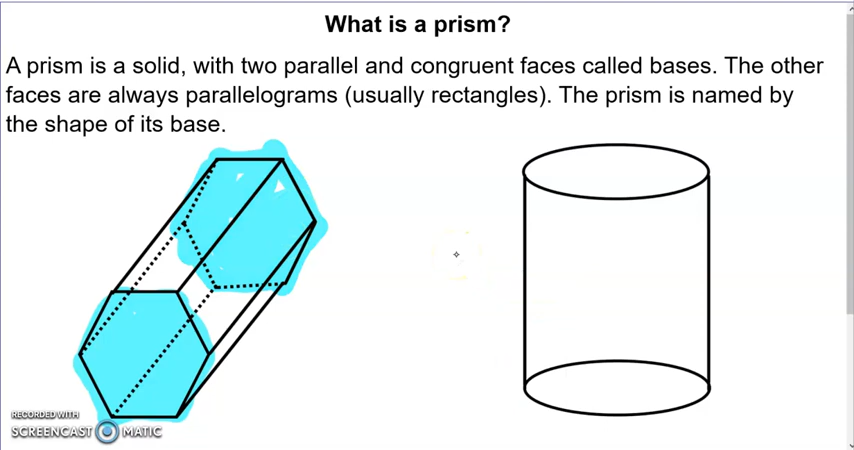 What is a prism?
A prism is a solid, with two parallel and congruent faces called bases. The other
faces are always parallelograms (usually rectangles). The prism is named by
the shape of its base.
RECORDED WITH
SCREENCAST MATIC